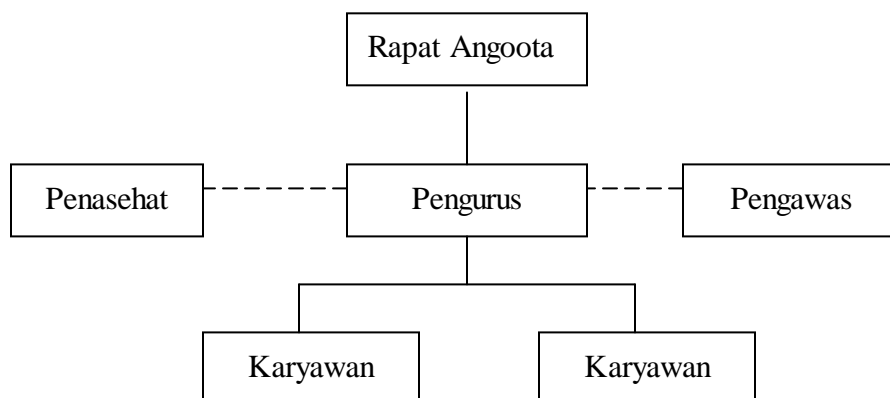 Rapat Angoota
Penasehat
Pengurus
Pengawas
Karyawan
Karyawan